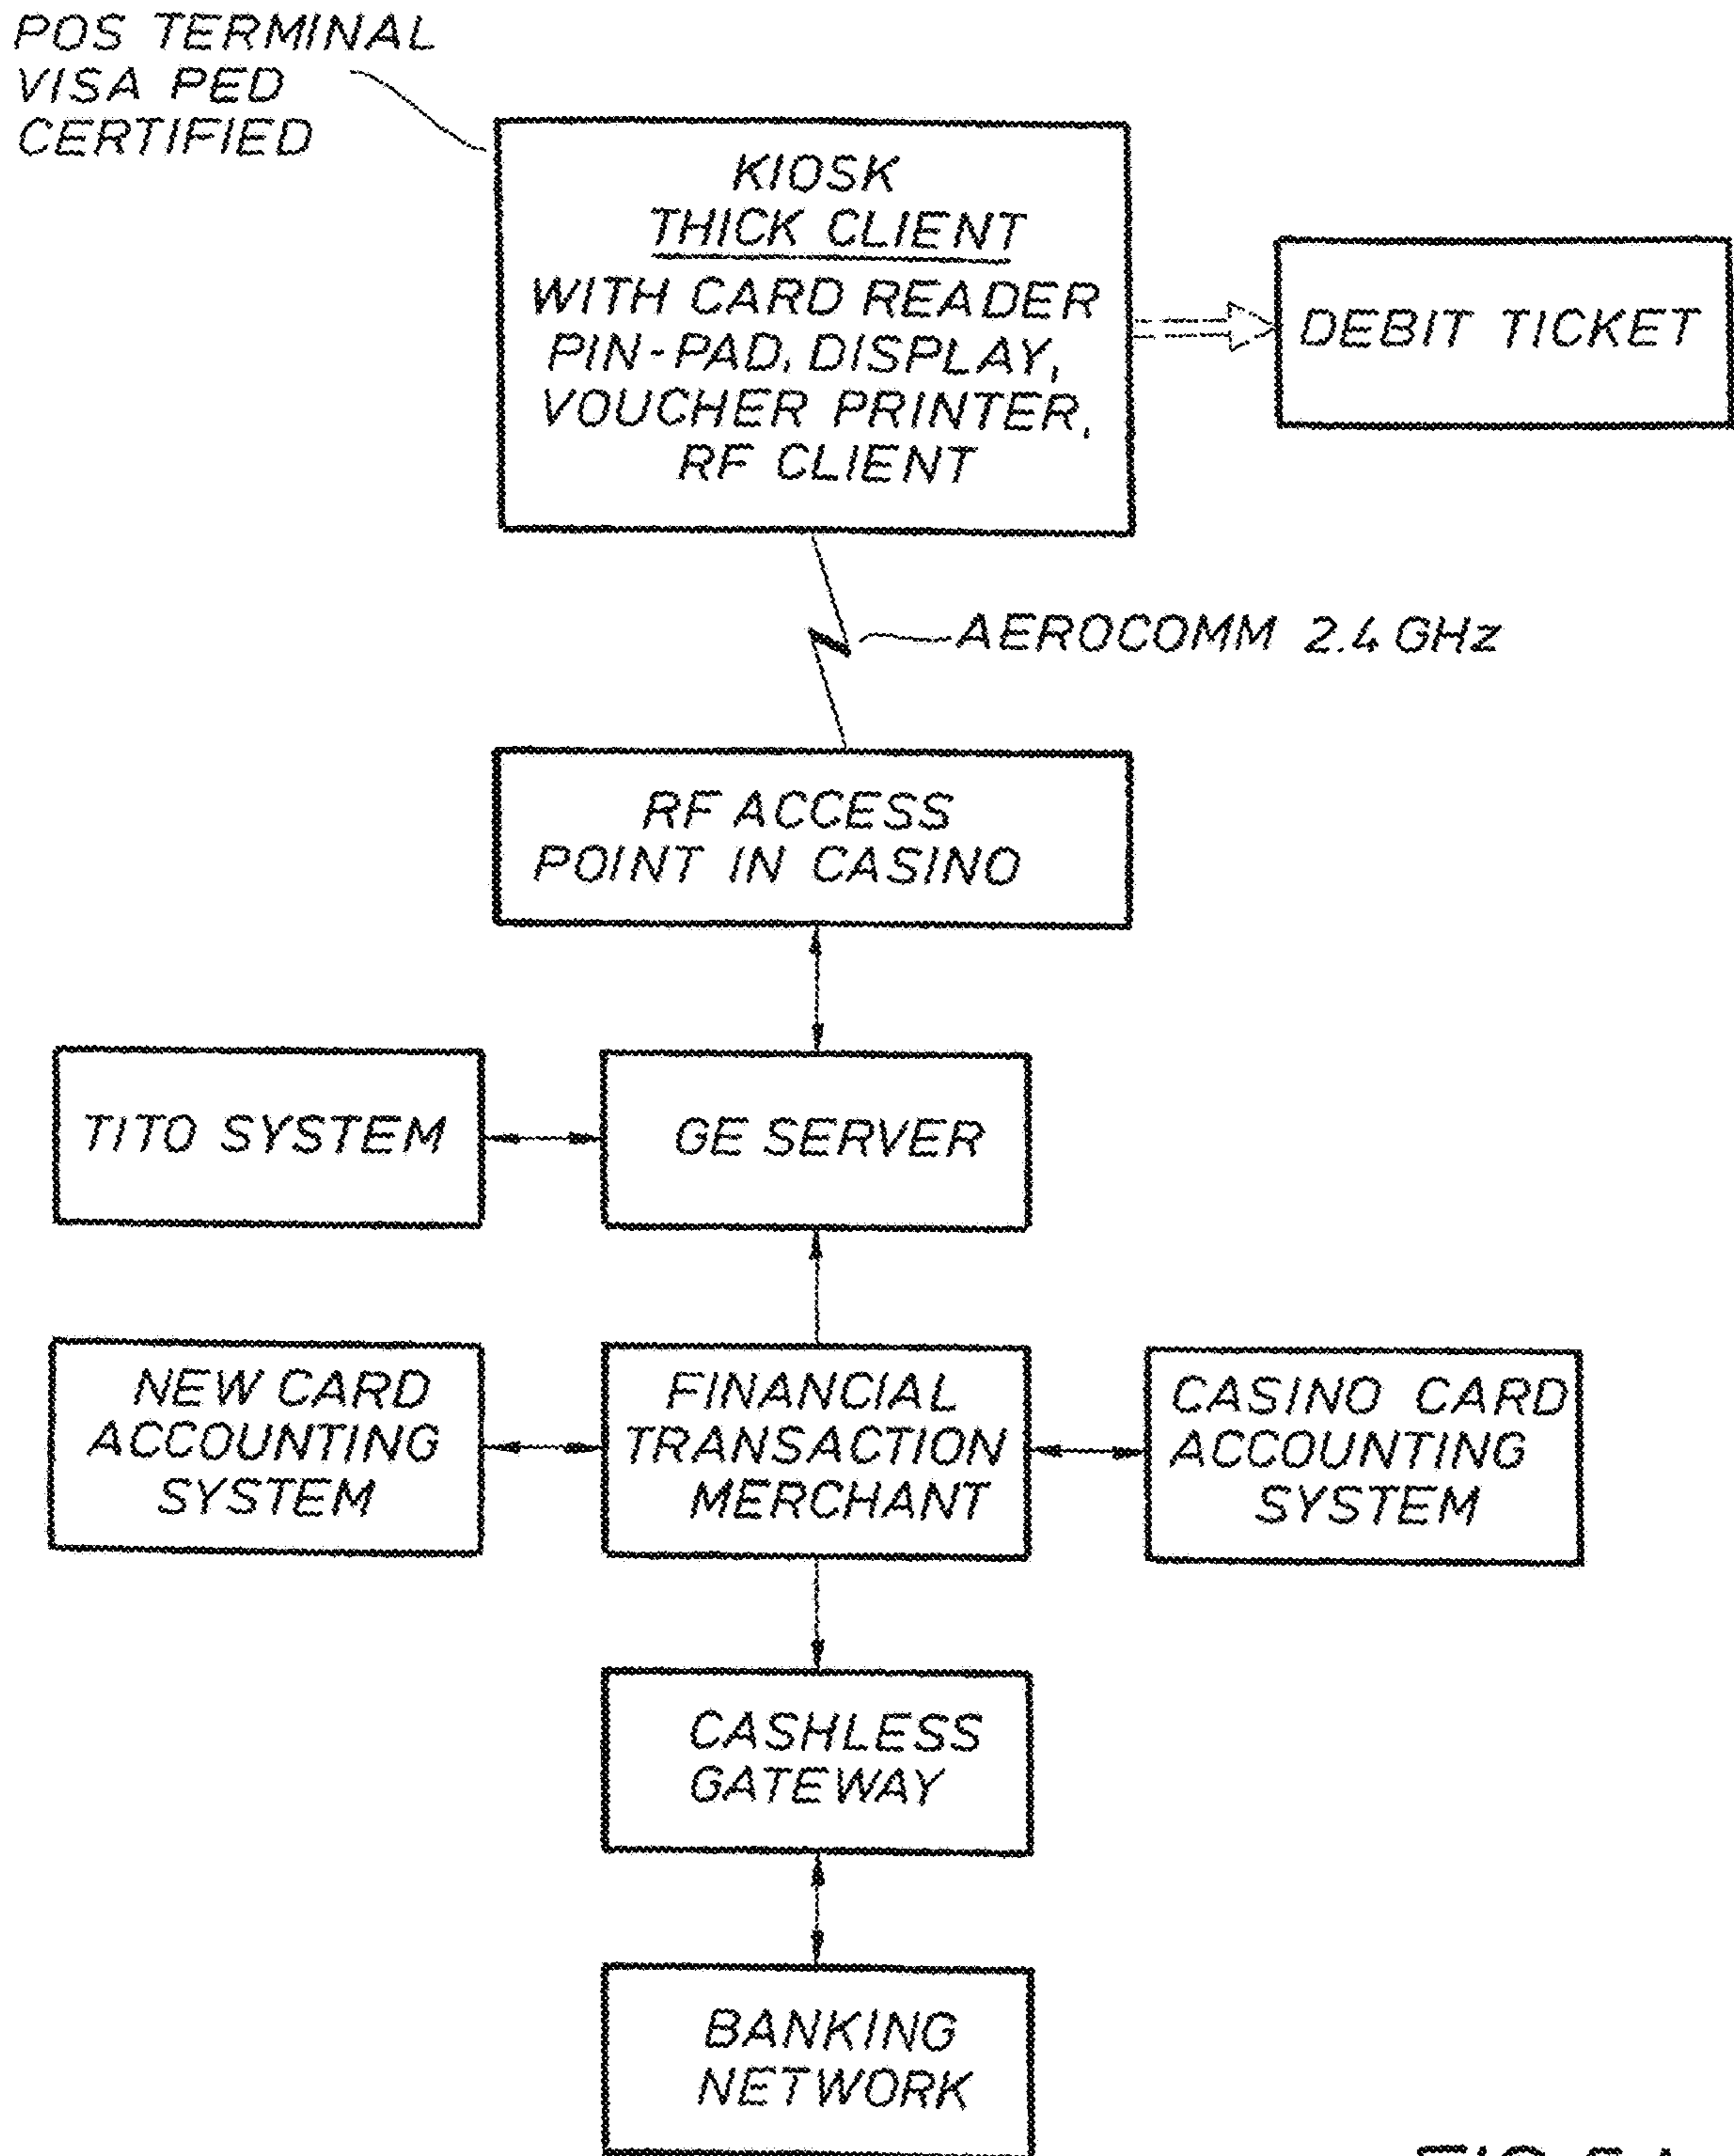 POS TERMINAL
VISA PED
CERTIFIED
KIOSK
THICK CLIENT
WITH CARD READER
PIN-PAD, DISPLAY,
VOUCHER PRINTER,
RF CLIENT
DEBIT TICKET
AEROCOMM 2.4 GHz
RF ACCESS
POINT IN CASINO
TITO SYSTEM
GE SERVER
NEW CARD
ACCOUNTING
SYSTEM
FINANCIAL
TRANSACTION
MERCHANT
CASINO CARD
ACCOUNTING
SYSTEM
CASHLESS
GATEWAY
BANKING
NETWORK